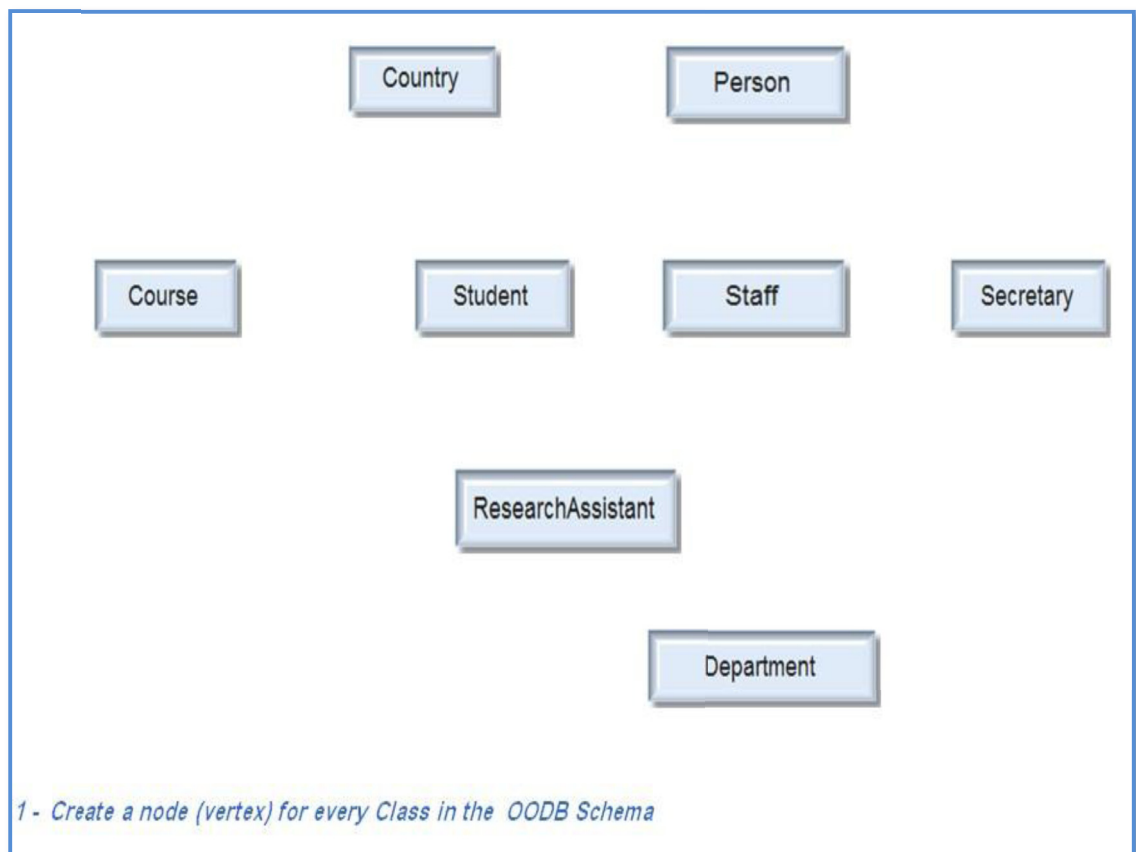 Country
Person
Course
Student
Staff
Secretary
ResearchAssistant
Department
1 - Create a node (vertex) for every Class in the OODB Schema